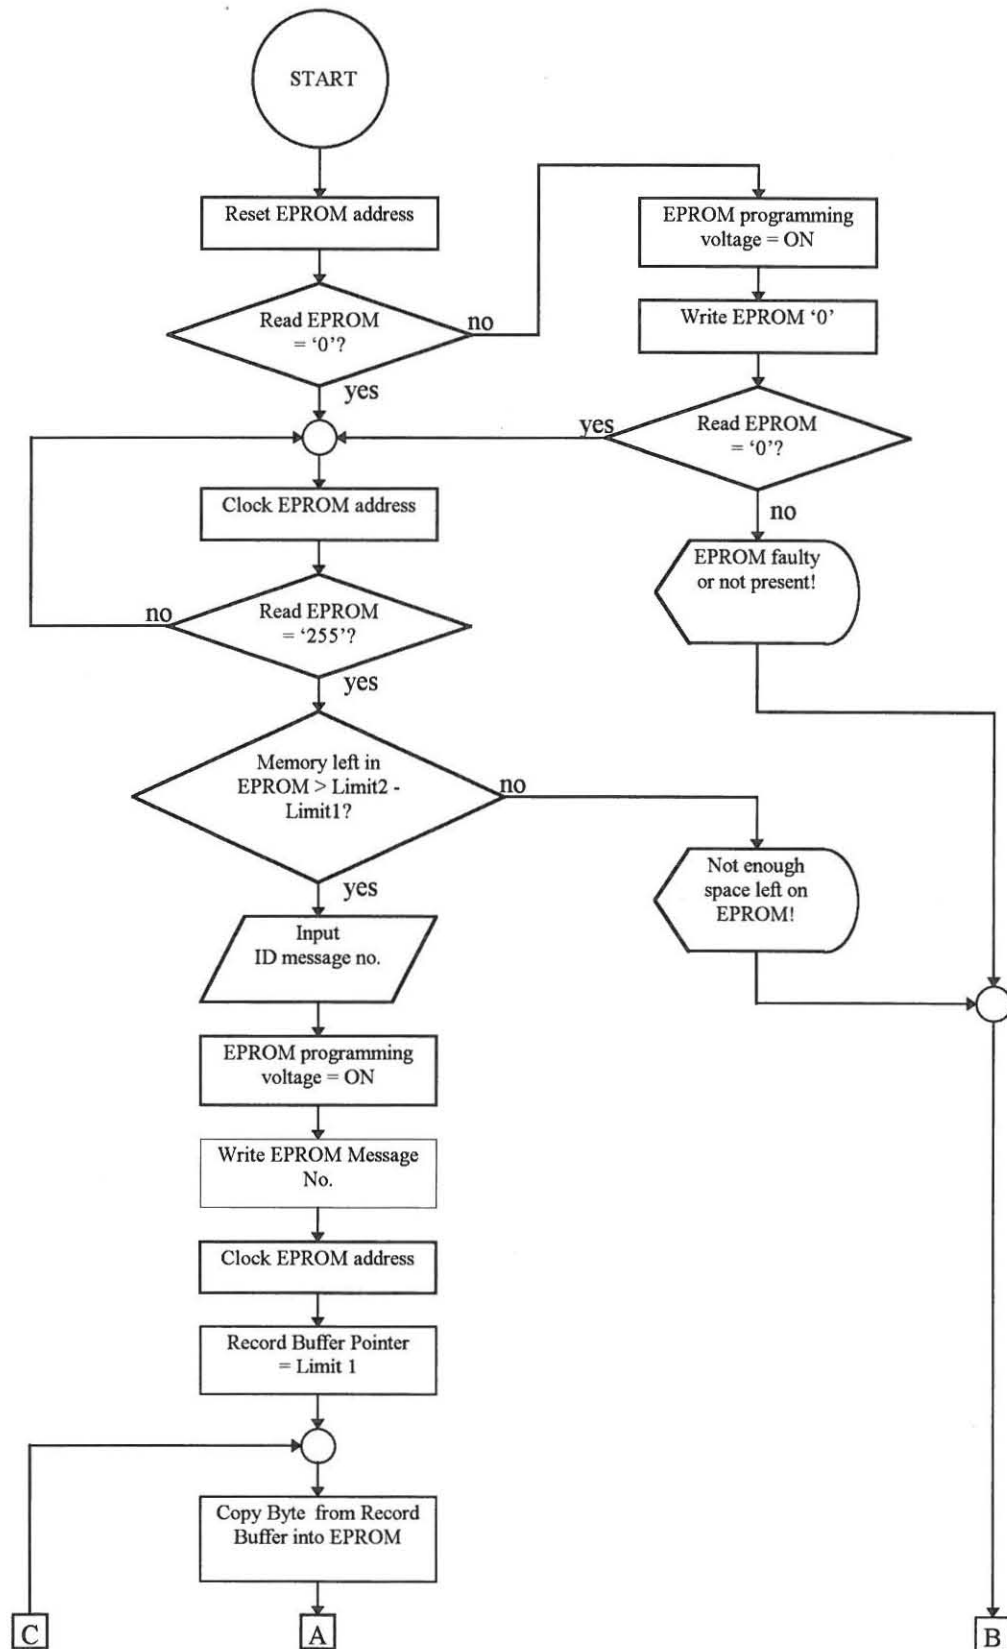 START
Reset EPROM address
Read EPROM
= ‘0’?
no
yes
EPROM programming
voltage = ON
Write EPROM ‘0’
Read EPROM
= ‘0’?
yes
no
EPROM faulty
or not present!
Clock EPROM address
Read EPROM
= ‘255’?
no
yes
Memory left in
EPROM > Limit2 -
Limit1?
no
yes
Not enough
space left on
EPROM!
Input
ID message no.
EPROM programming
voltage = ON
Write EPROM Message
No.
Clock EPROM address
Record Buffer Pointer
= Limit 1
Copy Byte from Record
Buffer into EPROM
C
A
B